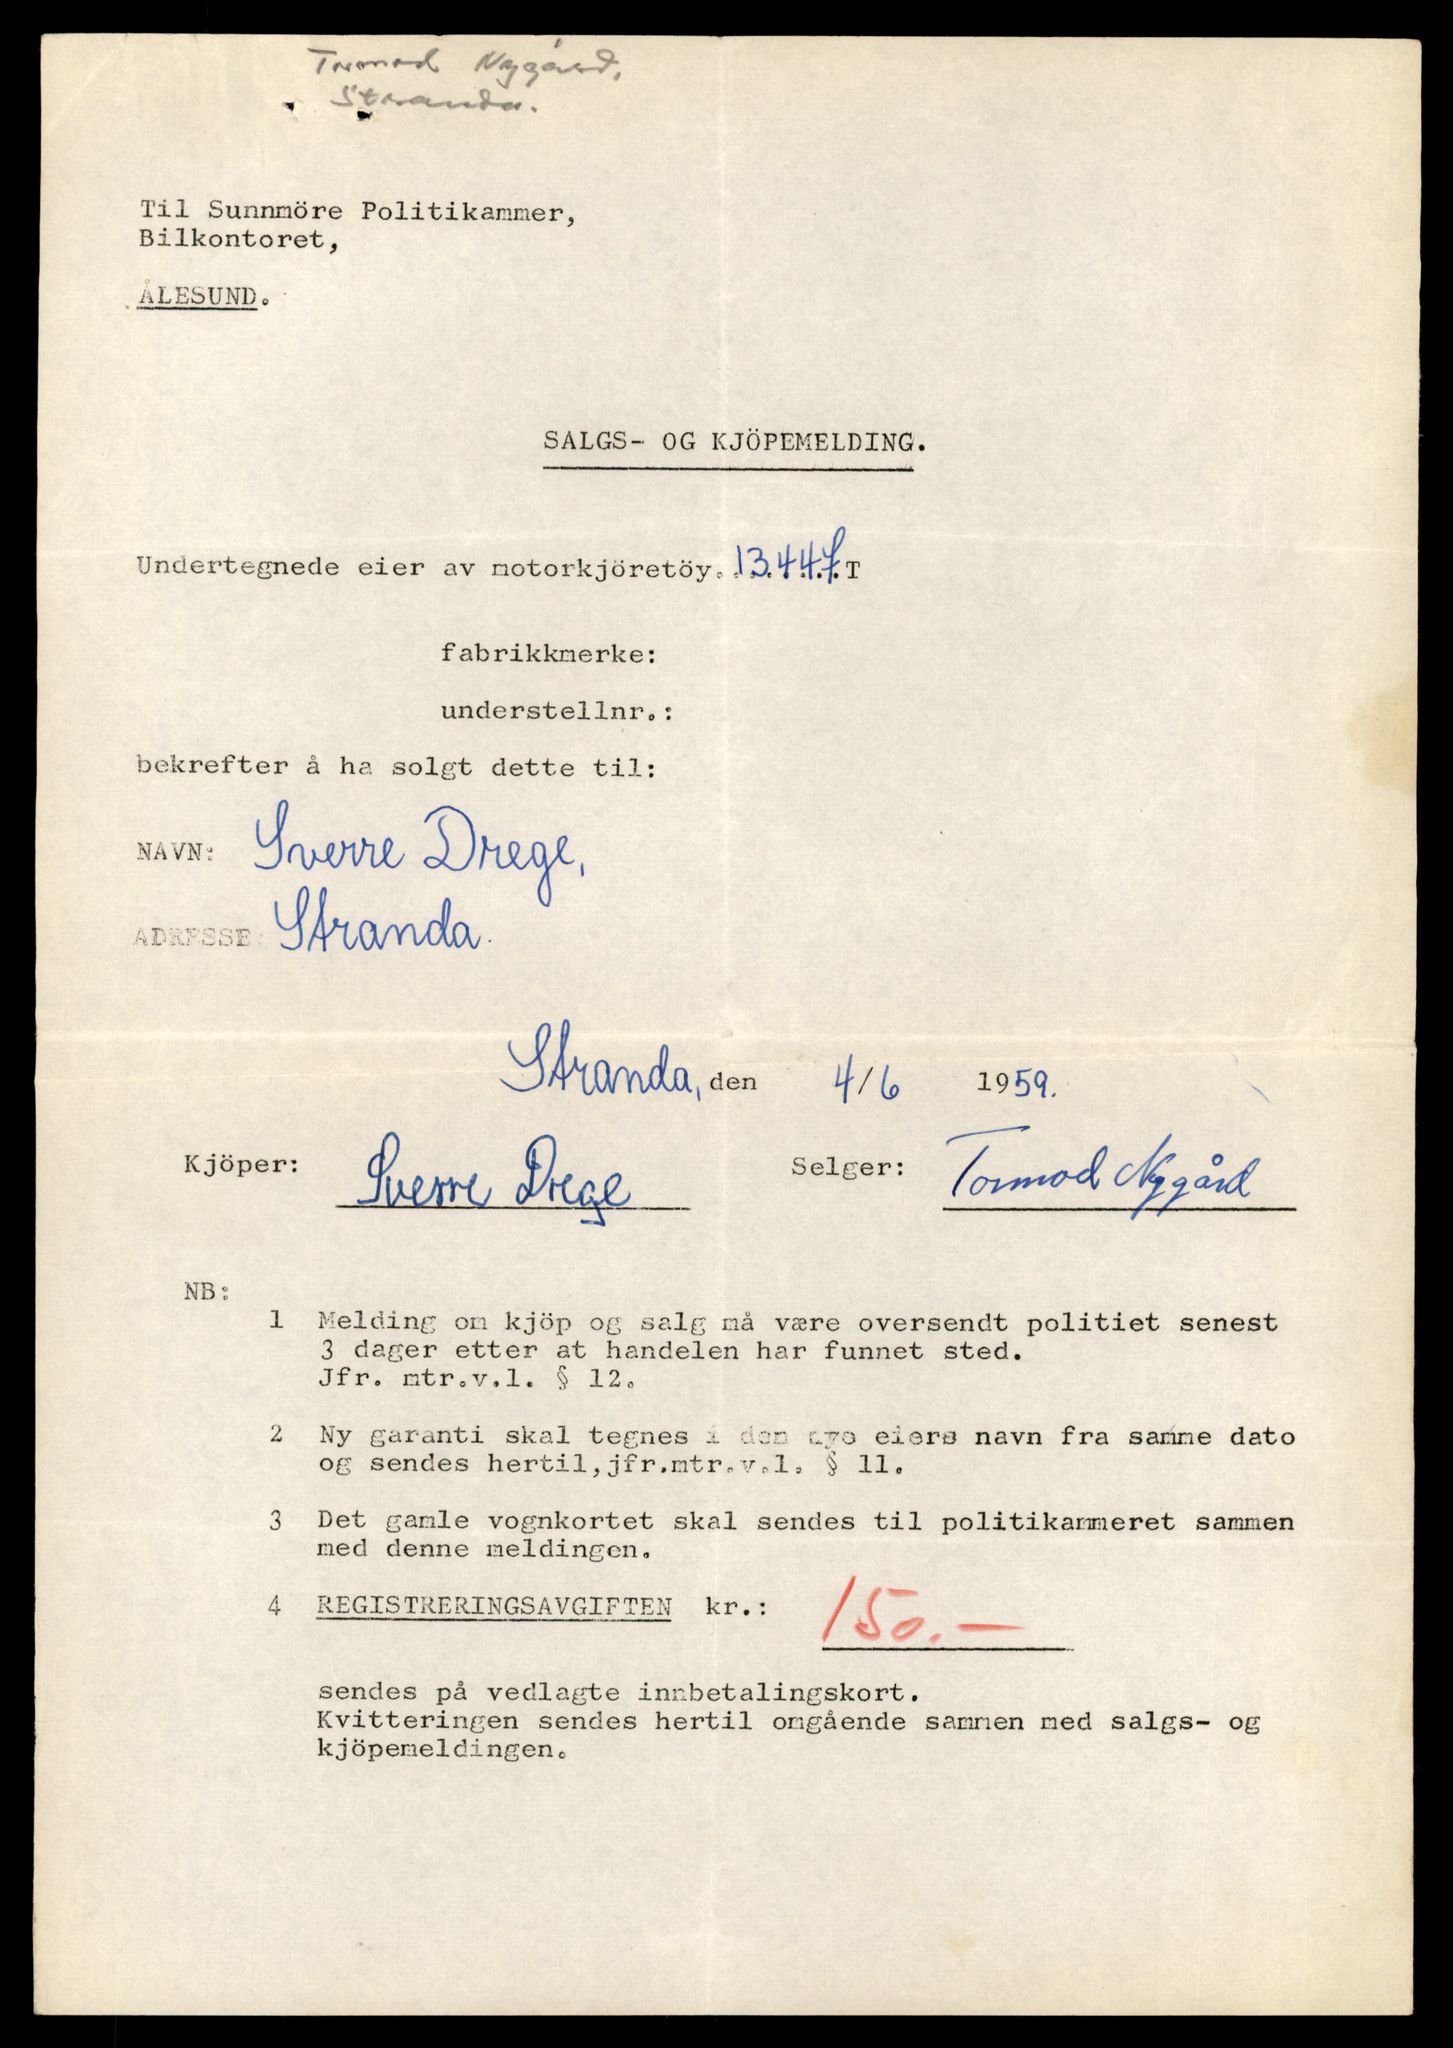 Tormod Nygård,
Stranda.
Til Sunnmöre Politikammer,
Bilkontoret,
ÅLESUND.
SALGS- OG KJÖPEMELDING.
Undertegnede eier av motorkjöretöy. 13447 T
fabrikkmerke:
understellnr.:
bekrefter å ha solgt dette til:
NAVN: Sverre Drege,
ADRESSE: Stranda.
Stranda, den 4/6 1959.
Kjöper: Sverre Drege Selger: Tormod Nygård
NB:
1 Melding om kjöp og salg må være oversendt politiet senest
3 dager etter at handelen har funnet sted.
Jfr. mtr.v.l. § 12.
2 Ny garanti skal tegnes i den nye eiers navn fra samme dato
og sendes hertil, jfr.mtr.v.l. § 11.
3 Det gamle vognkortet skal sendes til politikammeret sammen
med denne meldingen.
4 REGISTRERINGSAVGIFTEN kr.: 150.—
sendes på vedlagte innbetalingskort.
Kvitteringen sendes hertil omgående sammen med salgs- og
kjöpemeldingen.